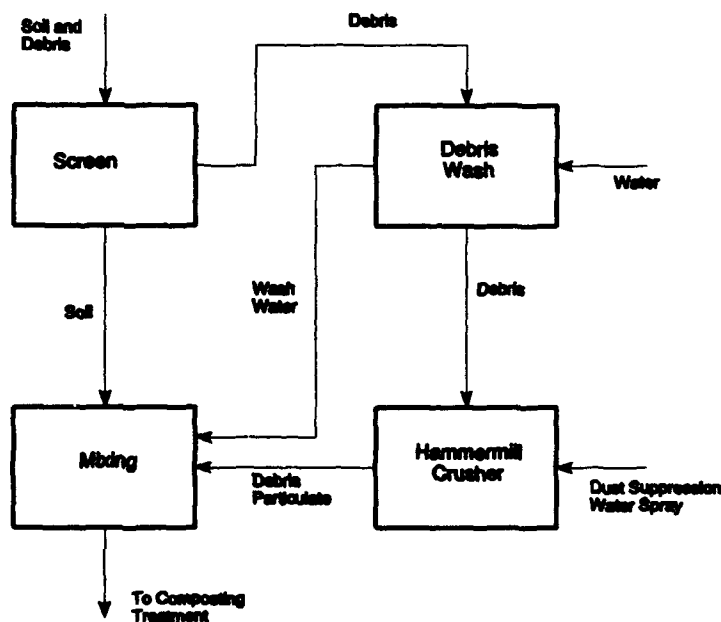 Soil and
Debris
Debris
Screen
Debris
Wash
Water
Wash
Water
Debris
Soil
Mixing
Hammermill
Crusher
Debris
Particulate
Dust Suppression
Water Spray
To Composting
Treatment